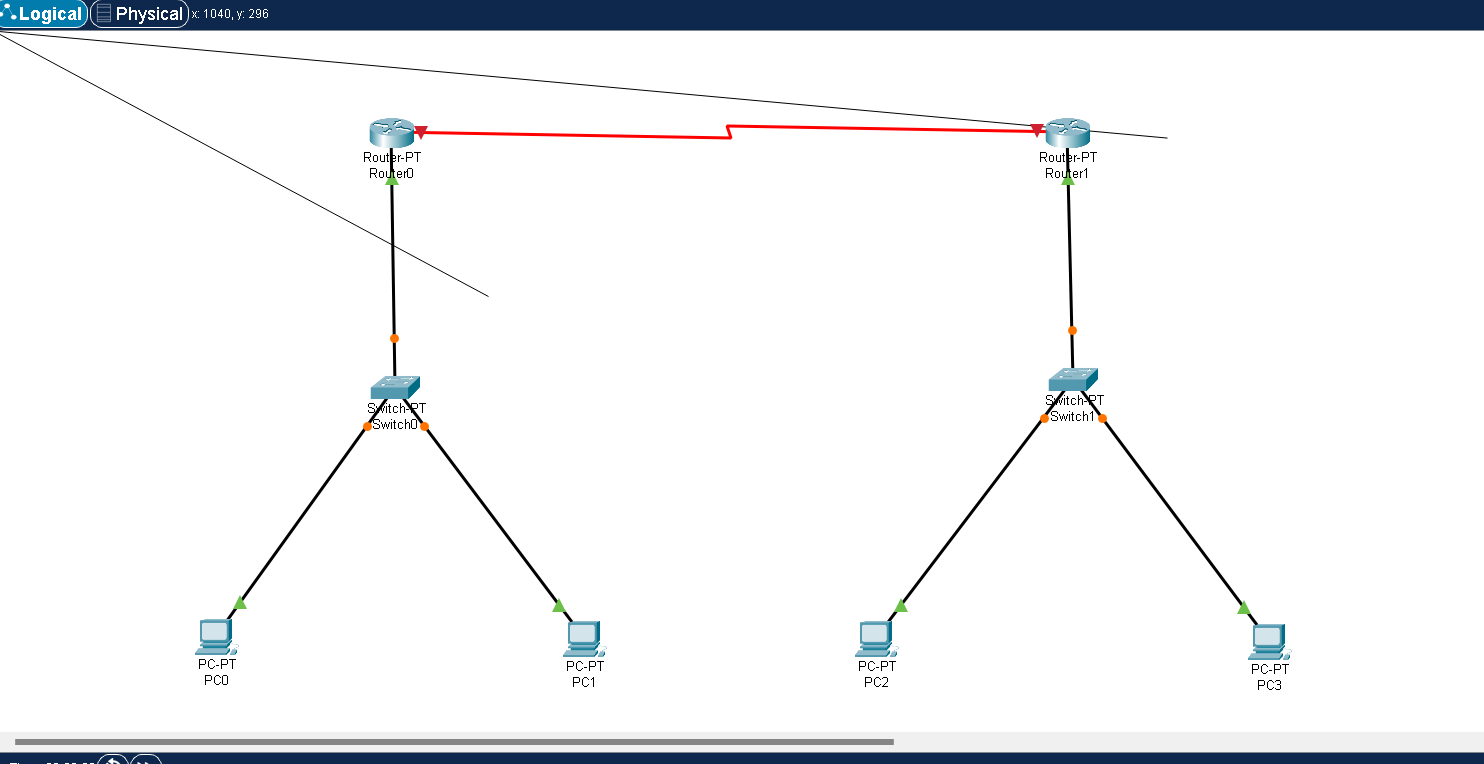 Logical Physical x: 1040, y: 296
Router-PT
Router0
Router-PT
Router1
Switch-PT
Switch0
Switch-PT
Switch1
PC-PT
PC0
PC-PT
PC1
PC-PT
PC2
PC-PT
PC3